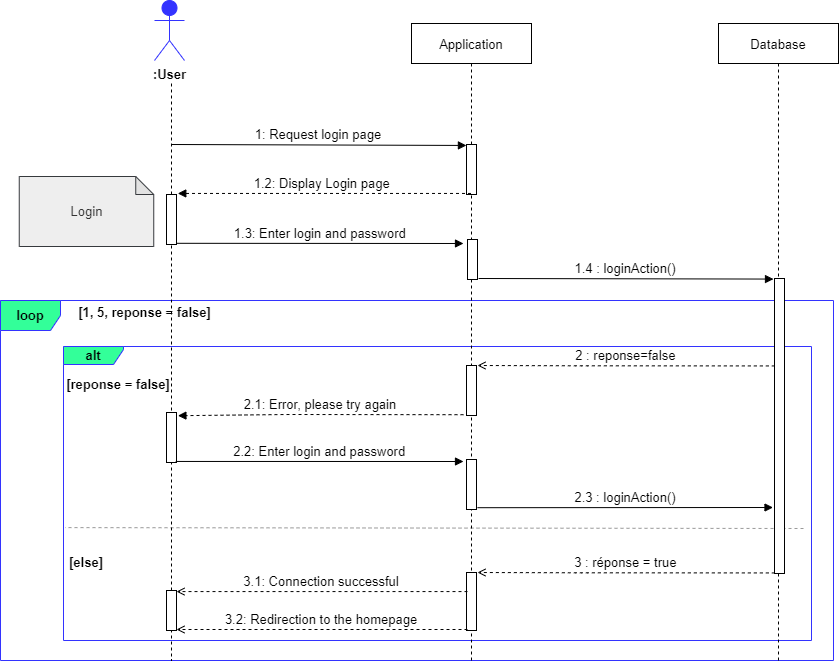 :User
Application
Database
1: Request login page
1.2: Display Login page
Login
1.3: Enter login and password
1.4 : loginAction()
loop
[1, 5, reponse = false]
alt
2 : reponse=false
[reponse = false]
2.1: Error, please try again
2.2: Enter login and password
2.3 : loginAction()
[else]
3 : réponse = true
3.1: Connection successful
3.2: Redirection to the homepage